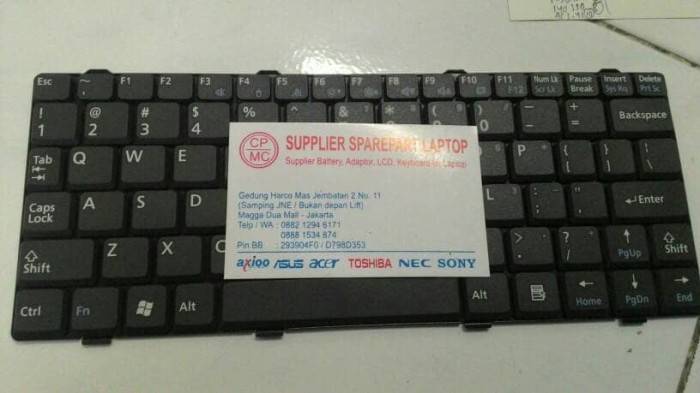 Esc ~ F1 F2 F3 F4 F5 F6 F7 F8 F9 F10 F11 Num Lk Pause Insert Delete
F12 Scr Lk Break Sys Rq Prt Sc
! @ # $ % ^ & * ( ) Backspace
1 2 3 4
Tab Q W E
Caps Lock A S D Enter
Shift Z X PgUp Shift
Ctrl Fn Alt Alt Home PgDn End
CP
MC
SUPPLIER SPAREPART LAPTOP
Supplier Battery, Adaptor, LCD, Keyboard (all Laptop)
Gedung Harco Mas Jembatan 2 No. 11
(Samping JNE / Bukan depan Lift)
Magga Dua Mall - Jakarta
Telp / WA : 0882 1294 6171
0888 1534 874
Pin BB : 293904F0 / D798D353
axioo ASUS acer TOSHIBA NEC SONY